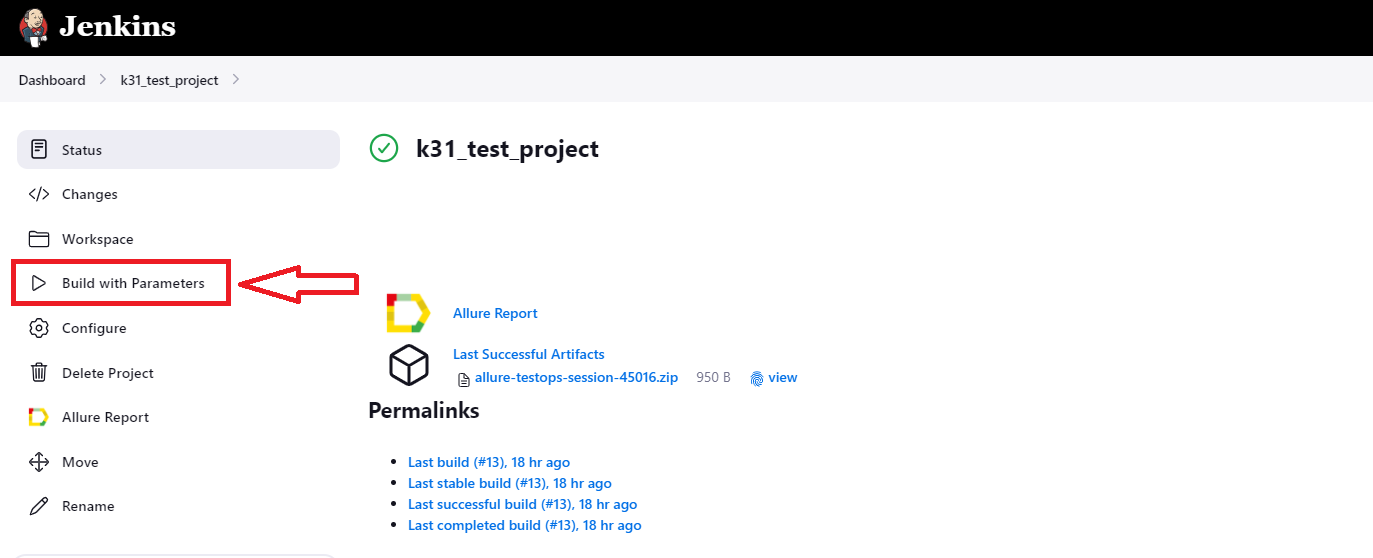 Jenkins
Dashboard
k31_test_project
Status
Changes
Workspace
Build with Parameters
Configure
Delete Project
Allure Report
Move
Rename
k31_test_project
Allure Report
Last Successful Artifacts
allure-testops-session-45016.zip 950 B view
Permalinks
Last build (#13), 18 hr ago
Last stable build (#13), 18 hr ago
Last successful build (#13), 18 hr ago
Last completed build (#13), 18 hr ago